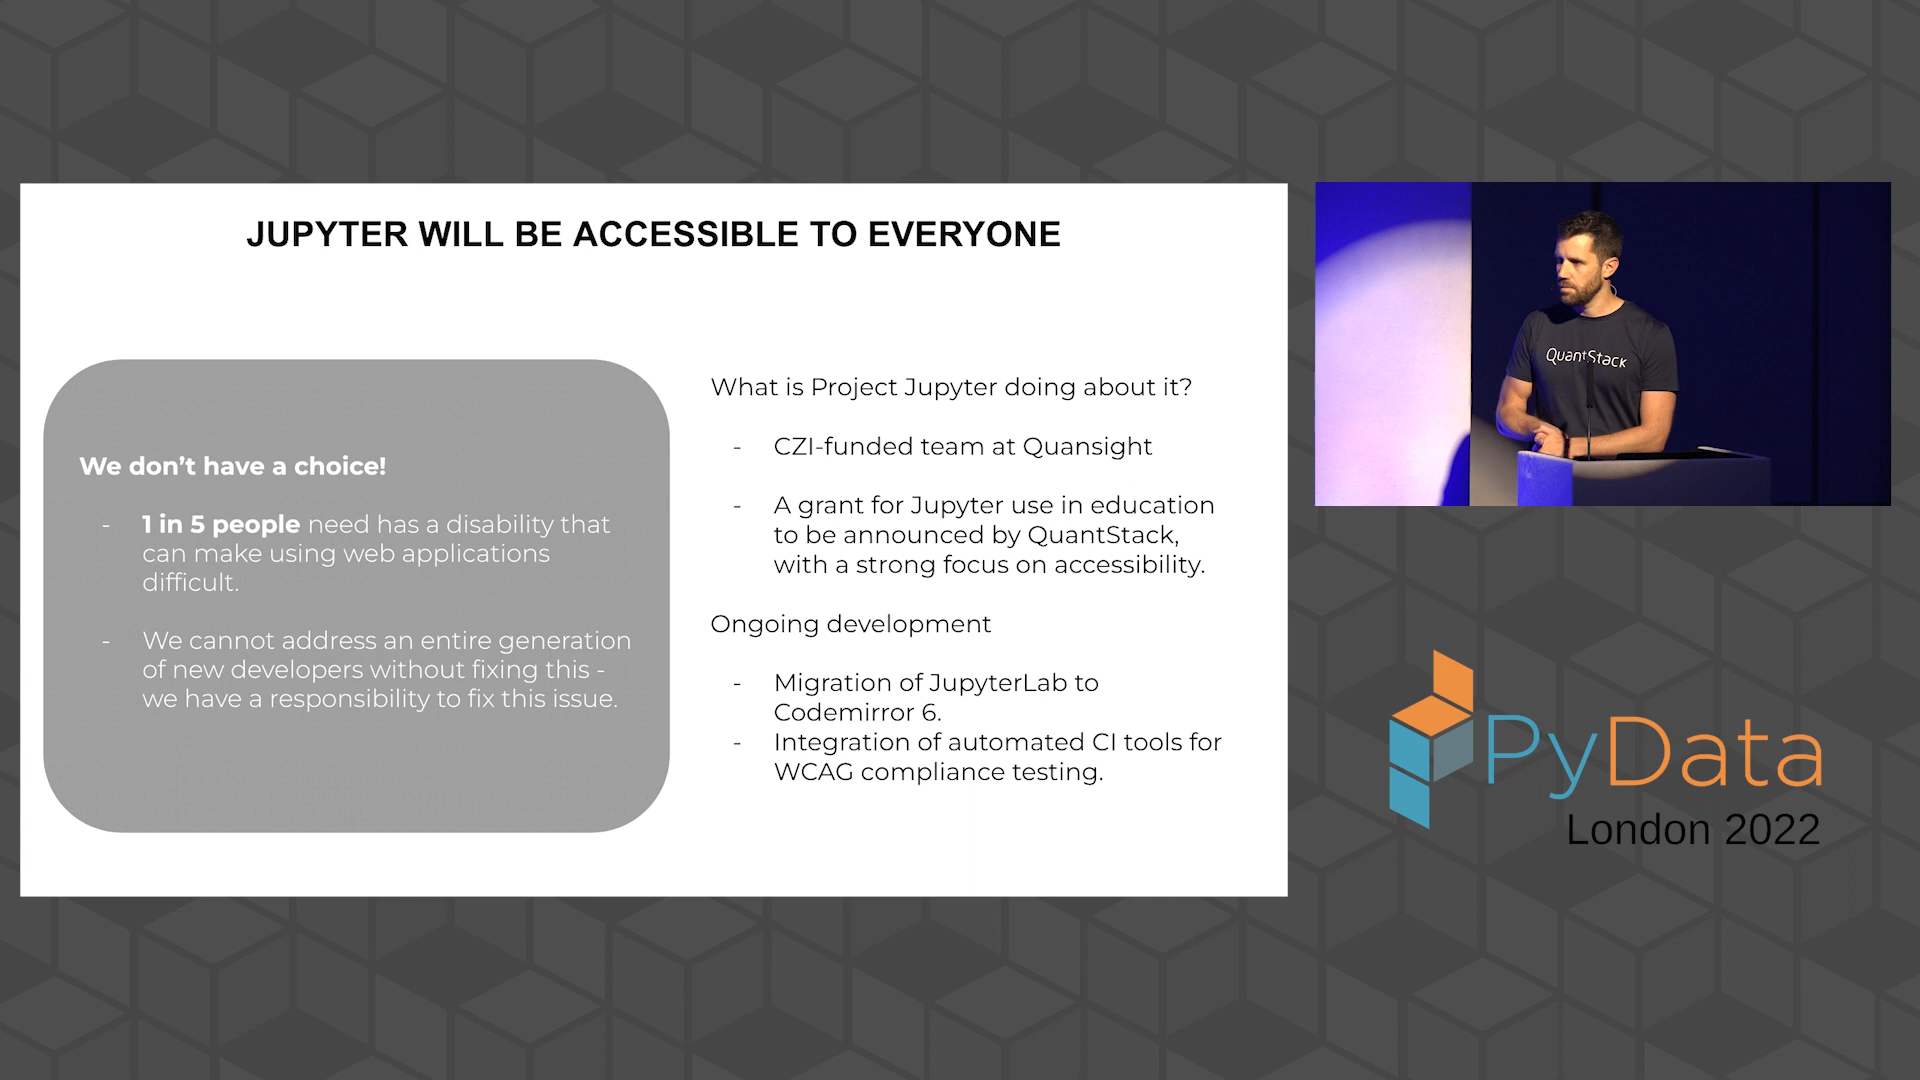 JUPYTER WILL BE ACCESSIBLE TO EVERYONE
We don't have a choice!
- 1 in 5 people need has a disability that
can make using web applications
difficult.
- We cannot address an entire generation
of new developers without fixing this -
we have a responsibility to fix this issue.
What is Project Jupyter doing about it?
- CZI-funded team at Quansight
- A grant for Jupyter use in education
to be announced by QuantStack,
with a strong focus on accessibility.
Ongoing development
- Migration of JupyterLab to
Codemirror 6.
- Integration of automated CI tools for
WCAG compliance testing.
QuantStack
PyData
London 2022